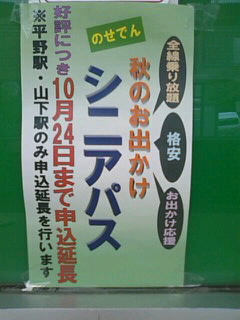 のせでん
全線乗り放題
格安
お出かけ応援
秋のお出かけ
シニアパス
好評につき
10月24日まで申込延長
※平野駅・山下駅のみ申込延長を行います